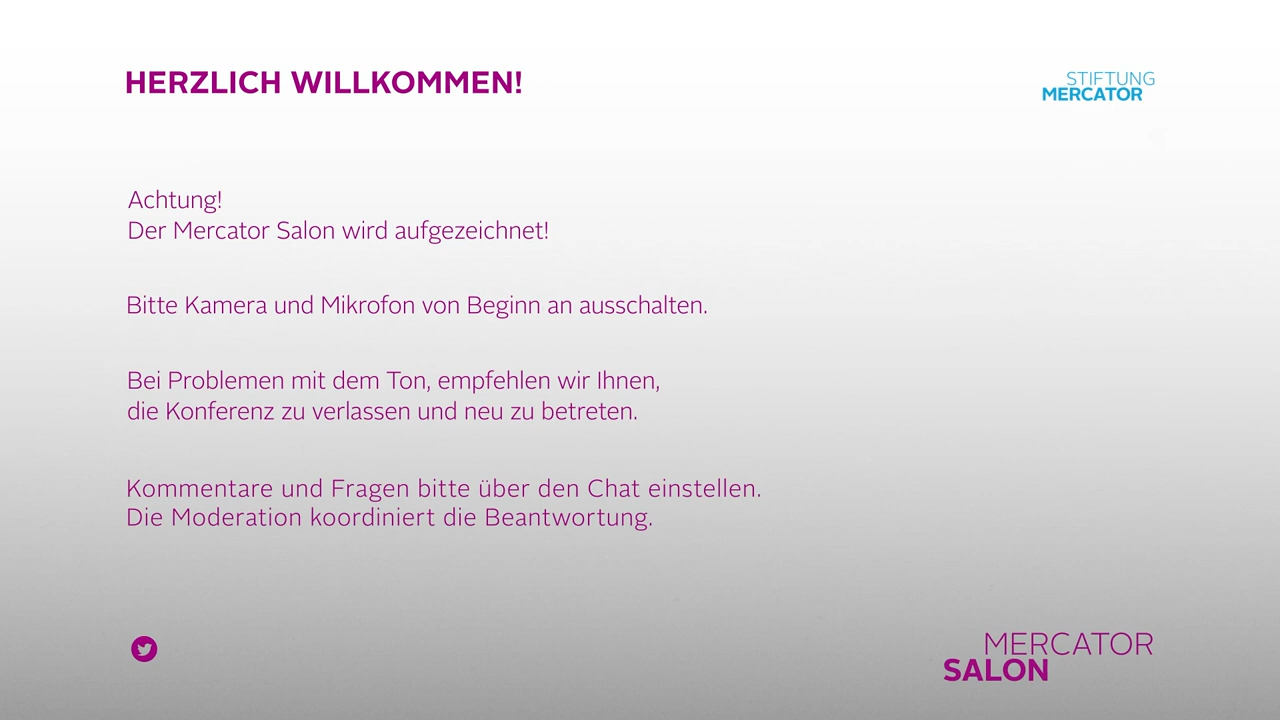 HERZLICH WILLKOMMEN!
STIFTUNG
MERCATOR
Achtung!
Der Mercator Salon wird aufgezeichnet!
Bitte Kamera und Mikrofon von Beginn an ausschalten.
Bei Problemen mit dem Ton, empfehlen wir Ihnen,
die Konferenz zu verlassen und neu zu betreten.
Kommentare und Fragen bitte über den Chat einstellen.
Die Moderation koordiniert die Beantwortung.
MERCATOR
SALON